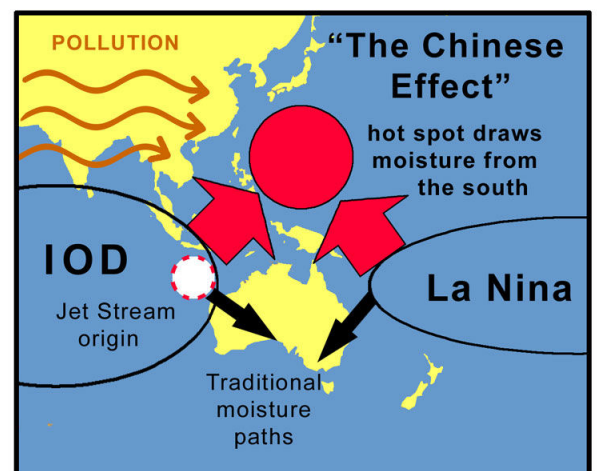 POLLUTION
“The Chinese
Effect”
hot spot draws
moisture from
the south
IOD
Jet Stream
origin
La Nina
Traditional
moisture
paths